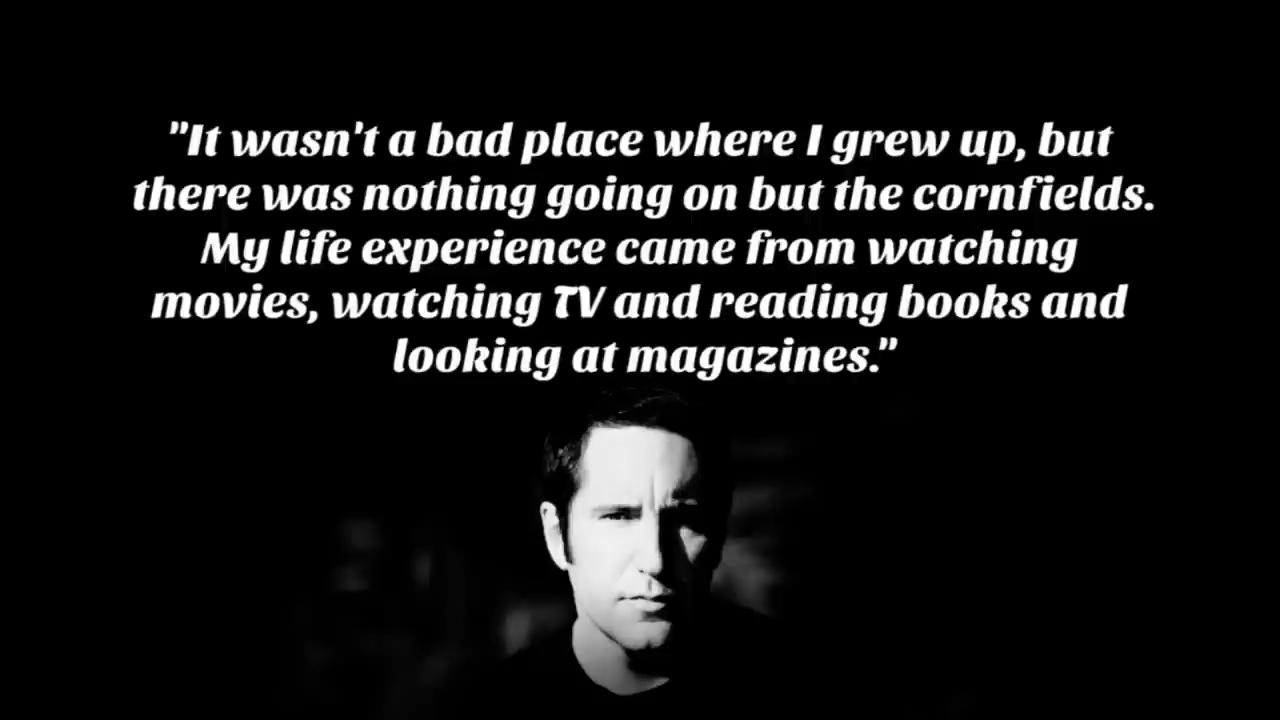 "It wasn't a bad place where I grew up, but
there was nothing going on but the cornfields.
My life experience came from watching
movies, watching TV and reading books and
looking at magazines."